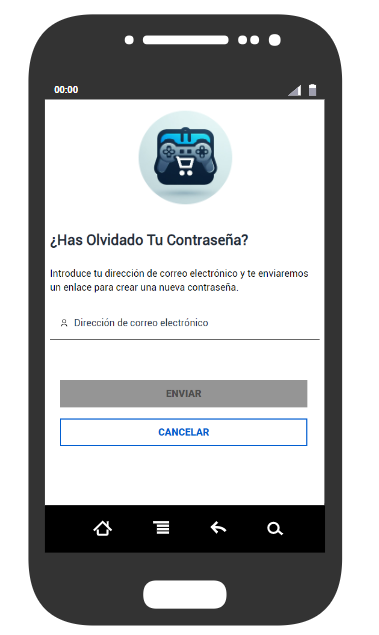 00:00
¿Has Olvidado Tu Contraseña?
Introduce tu dirección de correo electrónico y te enviaremos
un enlace para crear una nueva contraseña.
Dirección de correo electrónico
ENVIAR
CANCELAR